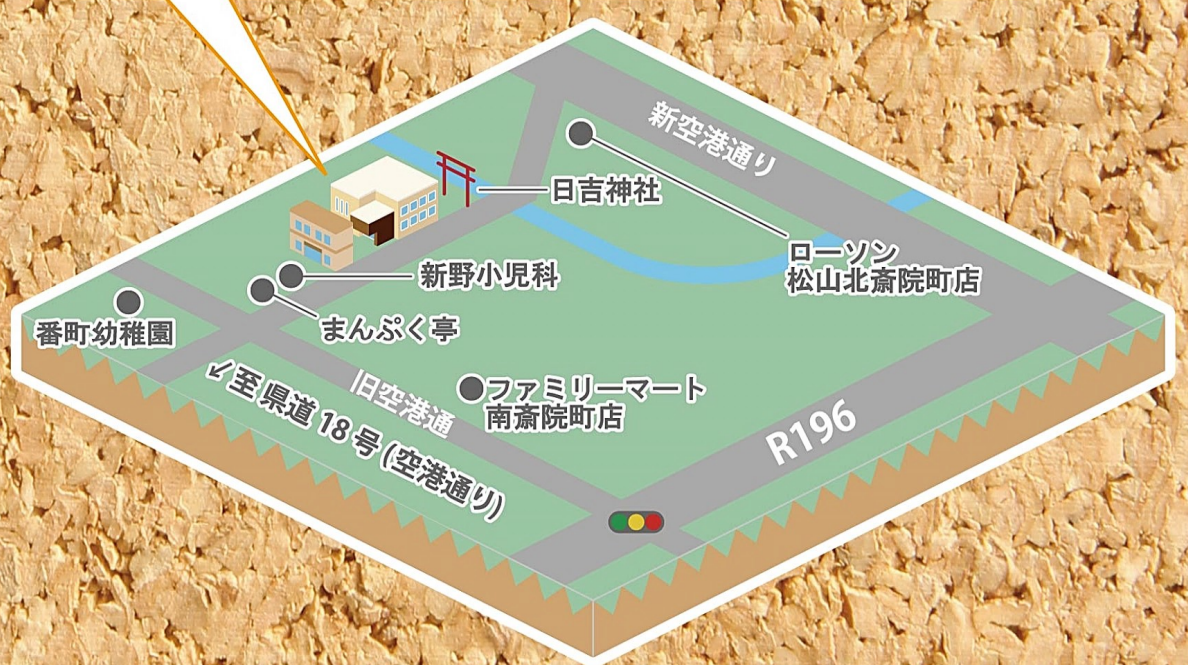 新空港通り
日吉神社
ローソン
松山北斎院町店
新野小児科
まんぷく亭
番町幼稚園
旧空港通
ファミリーマート
南斎院町店
↙至県道18号(空港通り)
R196